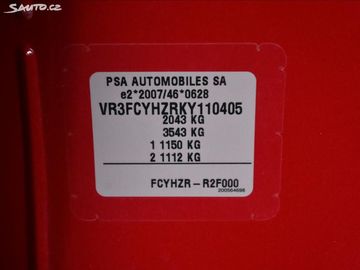 Sauto.cz
PSA AUTOMOBILES SA
e2*2007/46*0628
VR3FCYHZRKY110405
2043 KG
3543 KG
1 1150 KG
2 1112 KG
FCYHZR - R2F000
200564698